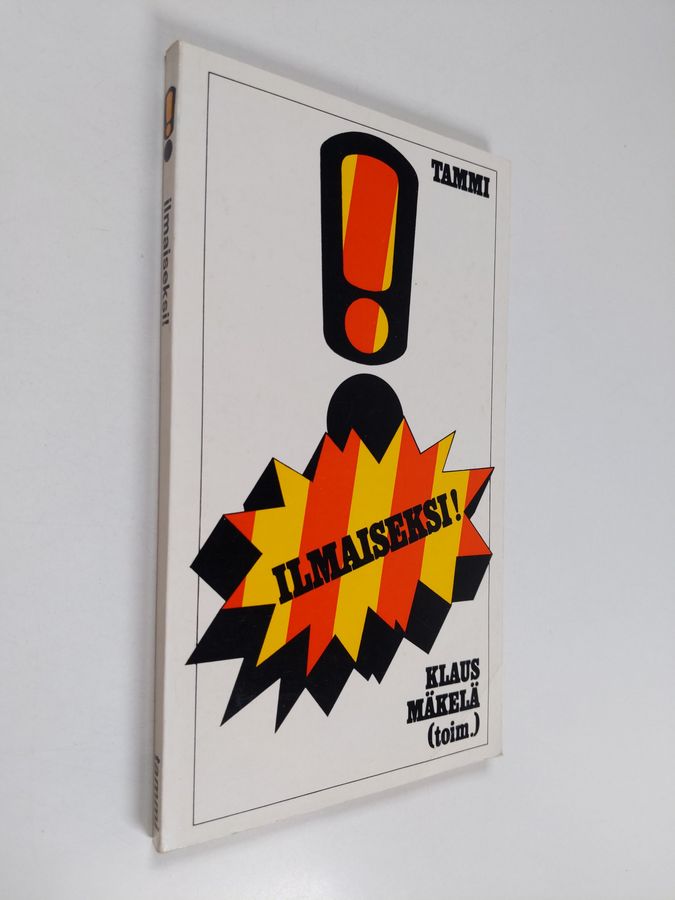 TAMMI
ILMAISEKSI!
KLAUS
MÄKELÄ
(toim.)
ilmaiseksi!
tammi